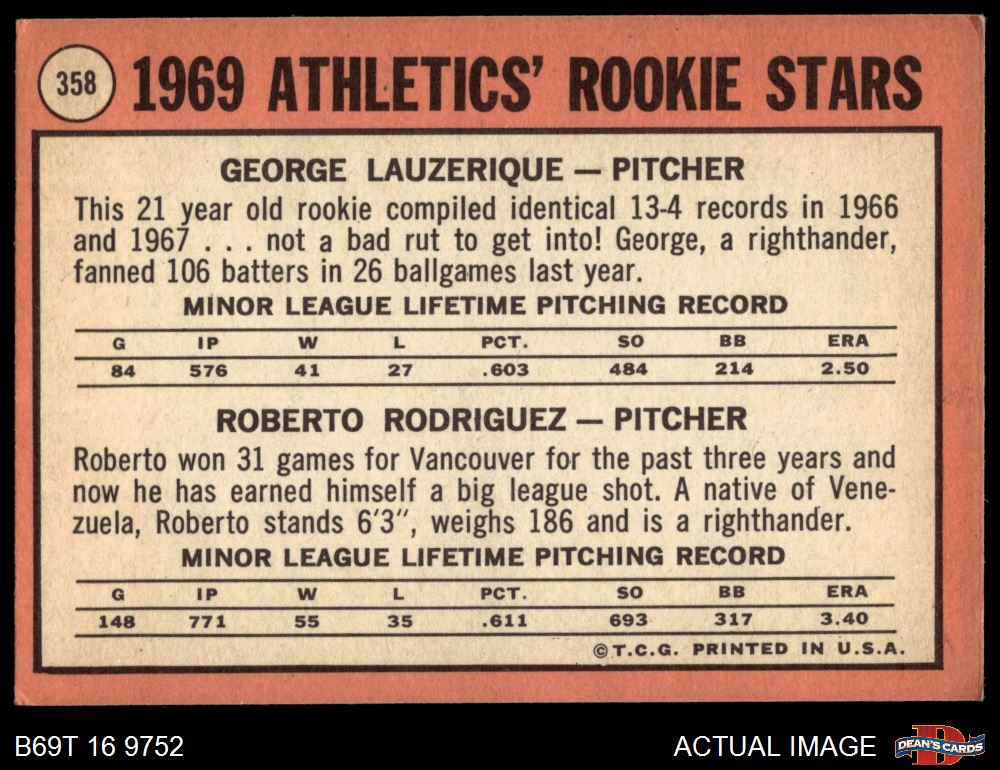 358
1969 ATHLETICS' ROOKIE STARS
GEORGE LAUZERIQUE — PITCHER
This 21 year old rookie compiled identical 13-4 records in 1966
and 1967 . . . not a bad rut to get into! George, a righthander,
fanned 106 batters in 26 ballgames last year.
MINOR LEAGUE LIFETIME PITCHING RECORD
G IP W L PCT. SO BB ERA
84 576 41 27 .603 484 214 2.50
ROBERTO RODRIGUEZ — PITCHER
Roberto won 31 games for Vancouver for the past three years and
now he has earned himself a big league shot. A native of Vene-
zuela, Roberto stands 6'3", weighs 186 and is a righthander.
MINOR LEAGUE LIFETIME PITCHING RECORD
G IP W L PCT. SO BB ERA
148 771 55 35 .611 693 317 3.40
©T.C.G. PRINTED IN U.S.A.
B69T 16 9752
ACTUAL IMAGE
D
DEAN'S CARDS